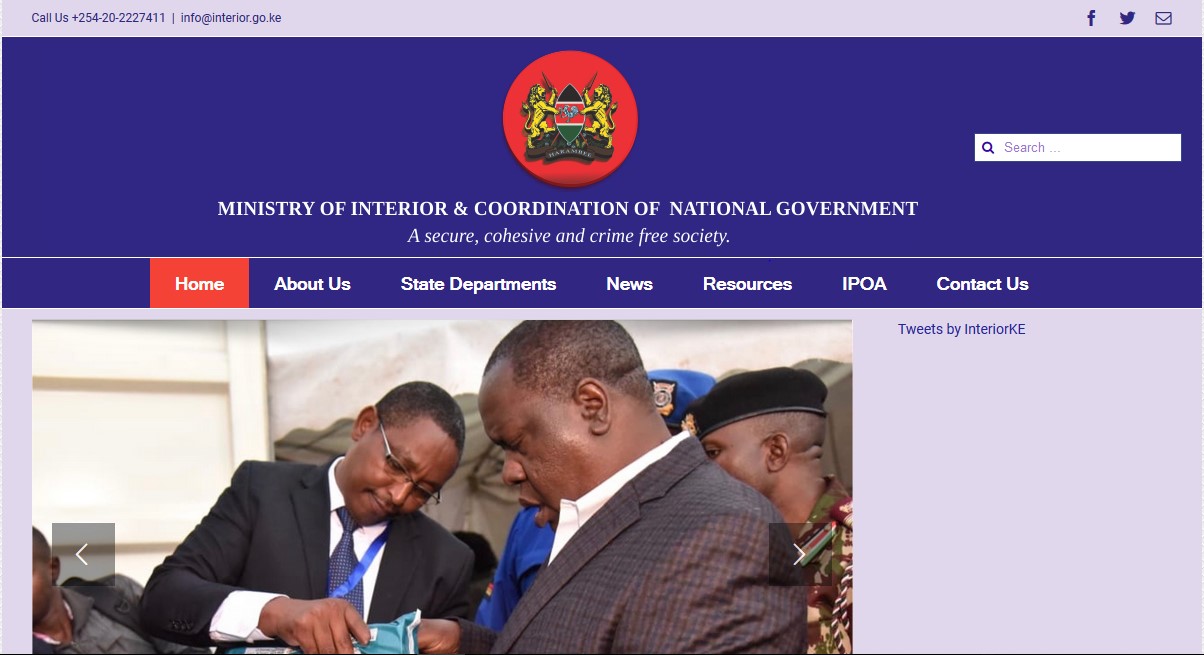 Call Us +254-20-2227411 | info@interior.go.ke
HARAMBEE
Search ...
MINISTRY OF INTERIOR & COORDINATION OF NATIONAL GOVERNMENT
A secure, cohesive and crime free society.
Home About Us State Departments News Resources IPOA Contact Us
Tweets by InteriorKE